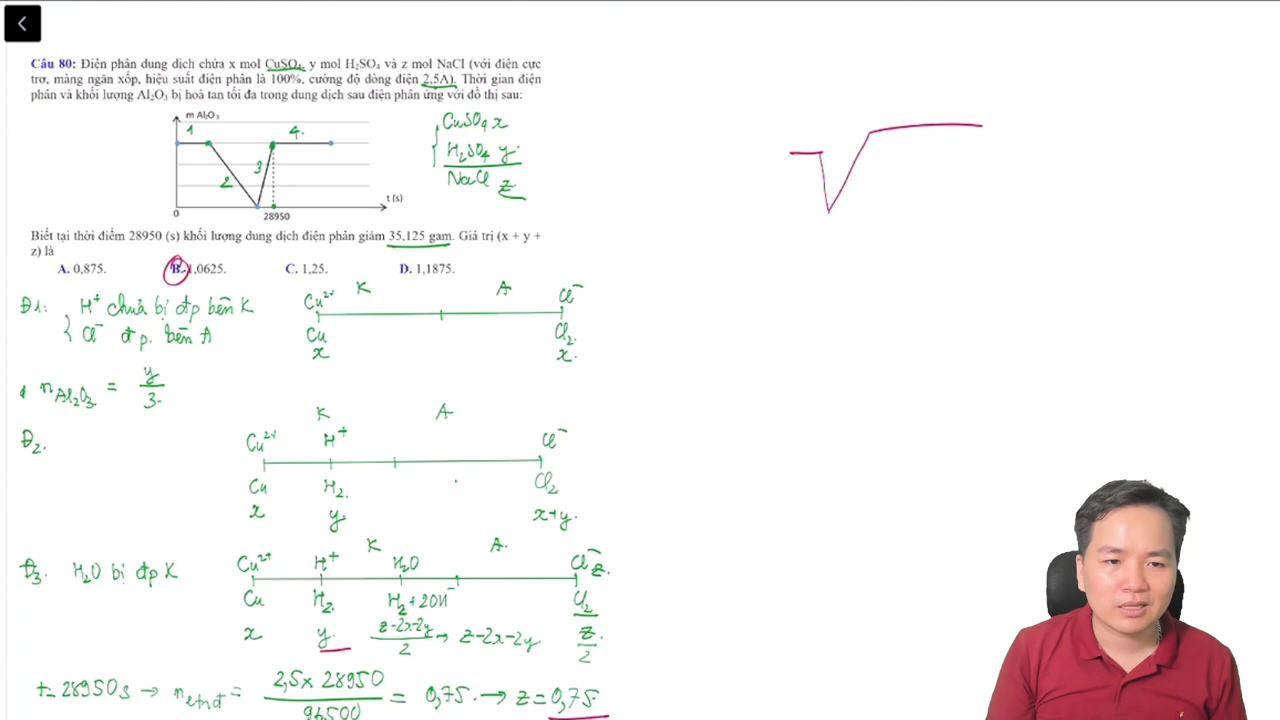 Câu 80: Điện phân dung dịch chứa x mol CuSO₄, y mol H₂SO₄ và z mol NaCl (với điện cực
trơ, màng ngăn xốp, hiệu suất điện phân là 100%, cường độ dòng điện 2,5A). Thời gian điện
phân và khối lượng Al₂O₃ bị hoà tan tối đa trong dung dịch sau điện phân ứng với đồ thị sau:
m Al₂O₃
1
4.
2
3
t (s)
0
28950
CuSO₄ x
H₂SO₄ y
NaCl z
Biết tại thời điểm 28950 (s) khối lượng dung dịch điện phân giảm 35,125 gam. Giá trị (x + y +
z) là
A. 0,875. B. 1,0625. C. 1,25. D. 1,1875.
Đ1: H⁺ chưa bị đp bên K
Cl⁻ đp. bên A
K A
Cu²⁺ Cl⁻
Cu Cl₂
x x.
n Al₂O₃ = y/3
Đ2.
K A
Cu²⁺ H⁺ Cl⁻
Cu H₂ Cl₂
x y x+y.
Đ3. H₂O bị đp K
K A.
Cu²⁺ H⁺ H₂O Cl⁻ z.
Cu H₂ H₂+2OH⁻ Cl₂
x y. (z-2x-2y)/2 → z-2x-2y z/2
t=28950s → n etrđ = (2,5x28950)/96500 = 0,75. → z=0,75